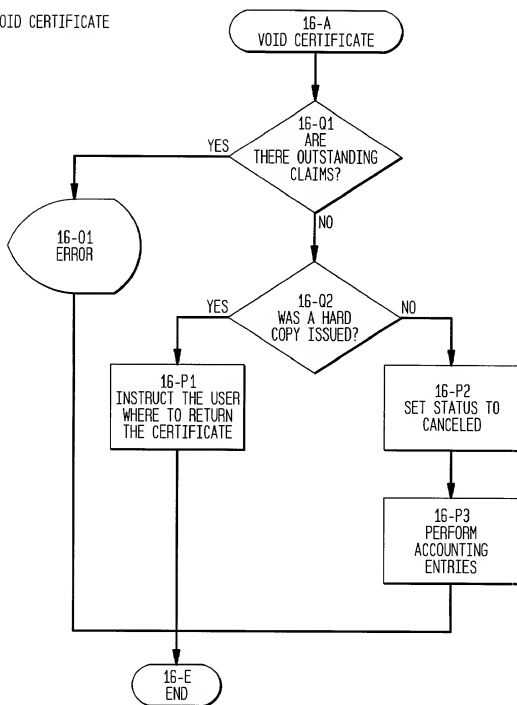 OID CERTIFICATE
16-A
VOID CERTIFICATE
16-Q1
ARE
THERE OUTSTANDING
CLAIMS?
YES
NO
16-O1
ERROR
16-Q2
WAS A HARD
COPY ISSUED?
YES
NO
16-P1
INSTRUCT THE USER
WHERE TO RETURN
THE CERTIFICATE
16-P2
SET STATUS TO
CANCELED
16-P3
PERFORM
ACCOUNTING
ENTRIES
16-E
END